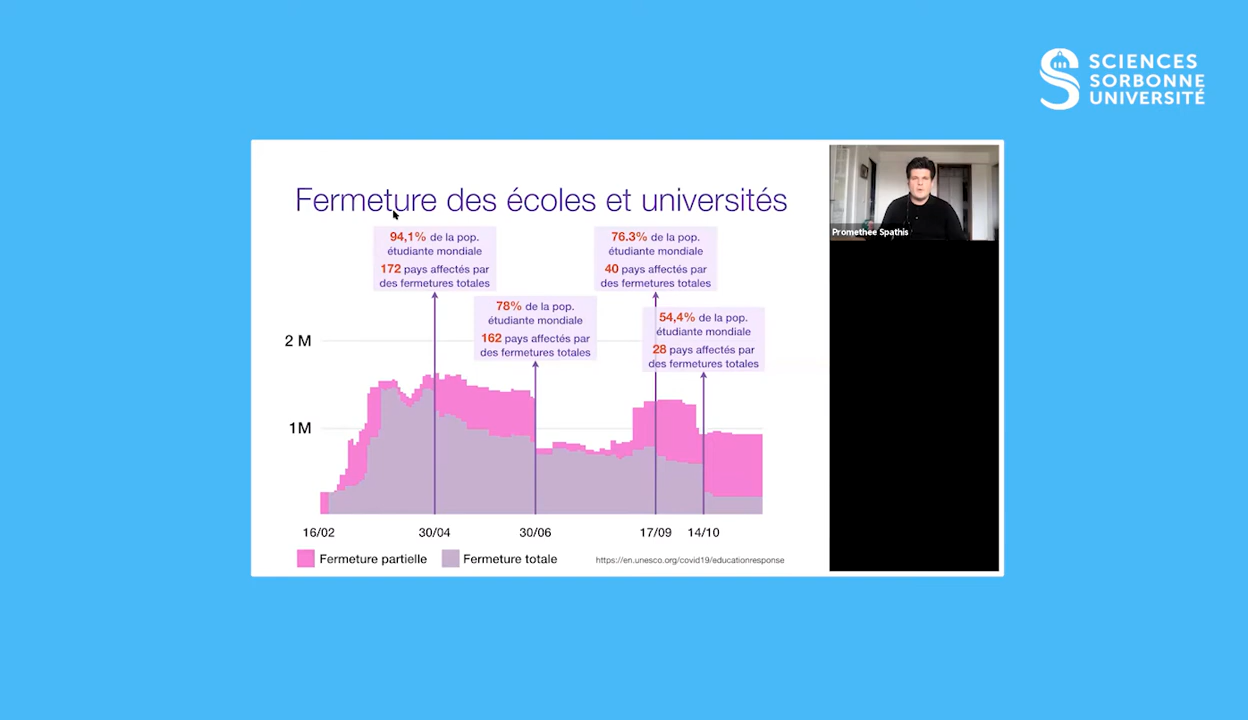 SCIENCES
SORBONNE
UNIVERSITÉ
Fermeture des écoles et universités
94,1% de la pop.
étudiante mondiale
172 pays affectés par
des fermetures totales
76.3% de la pop.
étudiante mondiale
40 pays affectés par
des fermetures totales
78% de la pop.
étudiante mondiale
162 pays affectés par
des fermetures totales
54,4% de la pop.
étudiante mondiale
28 pays affectés par
des fermetures totales
2 M
1M
16/02
30/04
30/06
17/09
14/10
Fermeture partielle
Fermeture totale
https://en.unesco.org/covid19/educationresponse
Promethee Spathis